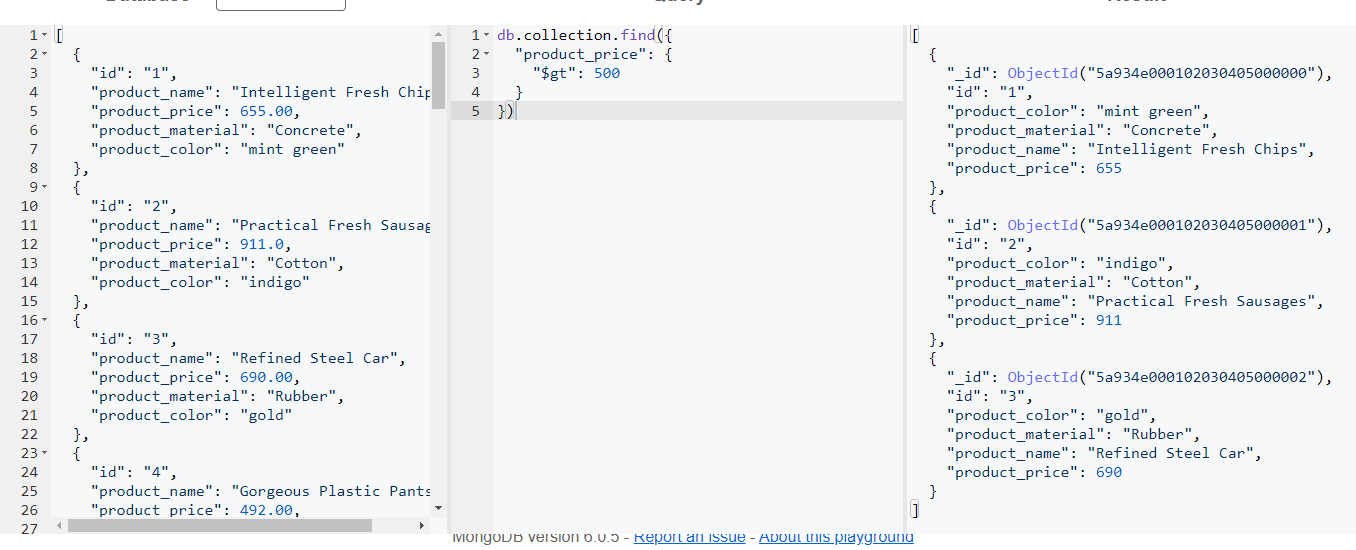 1 [
2 {
3 "id": "1",
4 "product_name": "Intelligent Fresh Chip
5 "product_price": 655.00,
6 "product_material": "Concrete",
7 "product_color": "mint green"
8 },
9 {
10 "id": "2",
11 "product_name": "Practical Fresh Sausag
12 "product_price": 911.0,
13 "product_material": "Cotton",
14 "product_color": "indigo"
15 },
16 {
17 "id": "3",
18 "product_name": "Refined Steel Car",
19 "product_price": 690.00,
20 "product_material": "Rubber",
21 "product_color": "gold"
22 },
23 {
24 "id": "4",
25 "product_name": "Gorgeous Plastic Pants
26 "product_price": 492.00,
27
1 db.collection.find({
2 "product_price": {
3 "$gt": 500
4 }
5 })
[
{
"_id": ObjectId("5a934e000102030405000000"),
"id": "1",
"product_color": "mint green",
"product_material": "Concrete",
"product_name": "Intelligent Fresh Chips",
"product_price": 655
},
{
"_id": ObjectId("5a934e000102030405000001"),
"id": "2",
"product_color": "indigo",
"product_material": "Cotton",
"product_name": "Practical Fresh Sausages",
"product_price": 911
},
{
"_id": ObjectId("5a934e000102030405000002"),
"id": "3",
"product_color": "gold",
"product_material": "Rubber",
"product_name": "Refined Steel Car",
"product_price": 690
}
]
MongoDB version 6.0.5 - Report an issue - About this playground